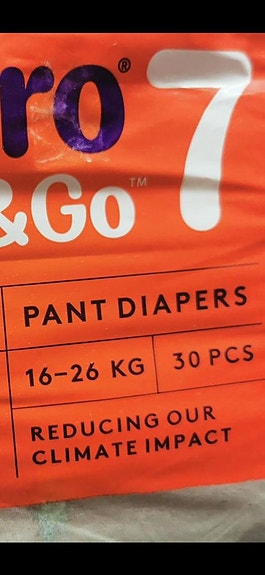 ro® 7
&Go™
PANT DIAPERS
16–26 KG 30 PCS
REDUCING OUR
CLIMATE IMPACT